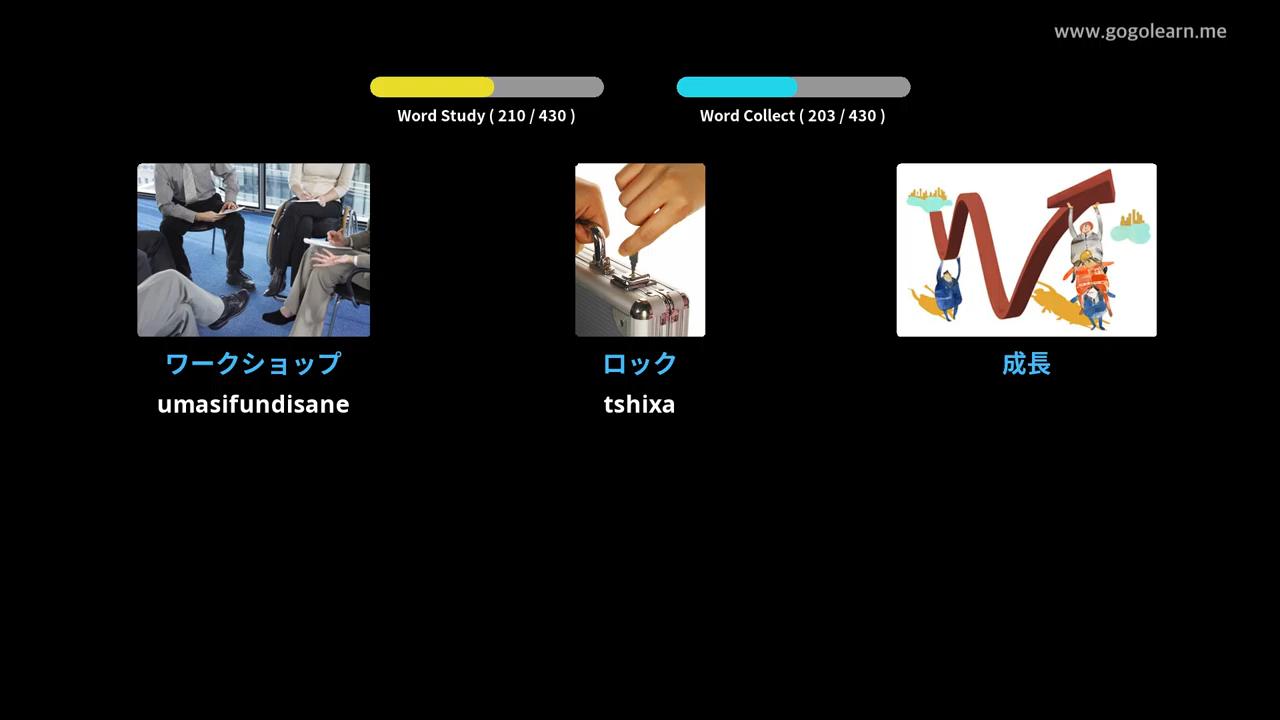 www.gogolearn.me
Word Study ( 210 / 430 )
Word Collect ( 203 / 430 )
ワークショップ
umasifundisane
ロック
tshixa
成長